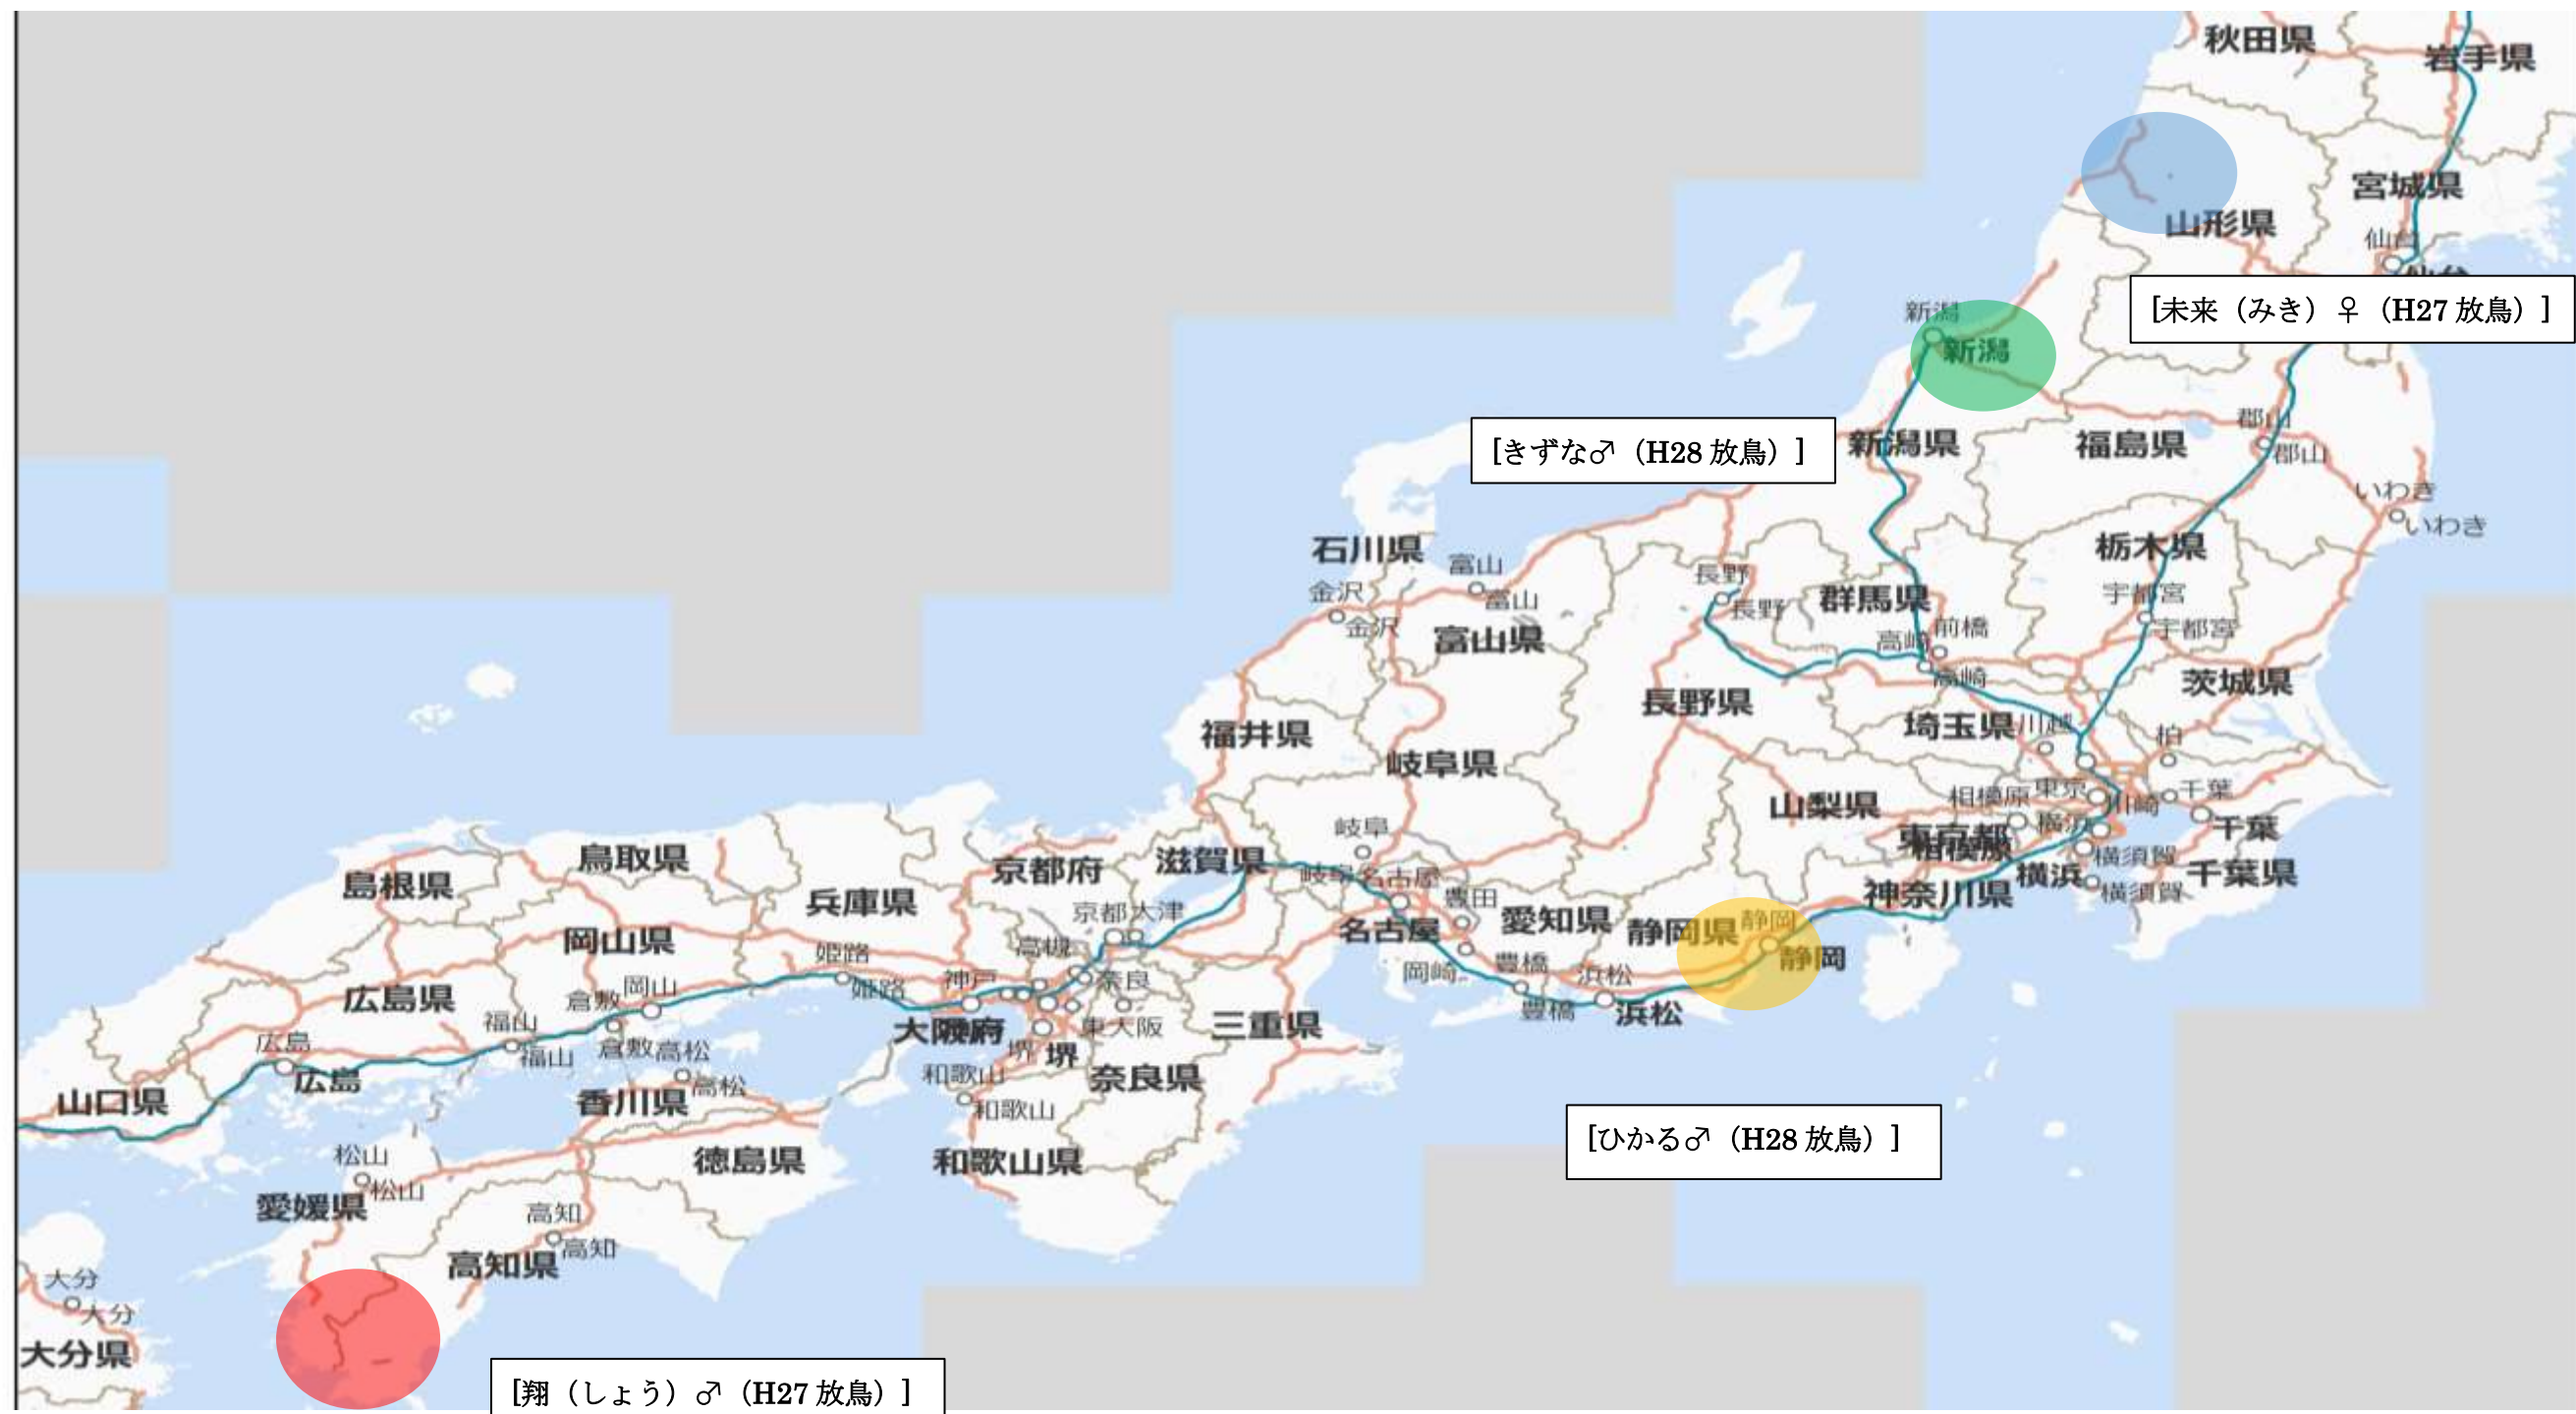 秋田県
岩手県
宮城県
山形県
仙台
仙台
[未来（みき）♀（H27 放鳥）]
新潟
新潟
[きずな♂（H28 放鳥）]
新潟県
福島県
郡山
郡山
いわき
いわき
石川県
富山
富山
金沢
金沢
富山県
長野
長野
群馬県
栃木県
宇都宮
宇都宮
前橋
高崎
高崎
茨城県
長野県
福井県
岐阜県
埼玉県
川越
柏
山梨県
相模原
東京
川崎
千葉
千葉
東京都
相模原
横浜
横浜
横須賀
横須賀
千葉県
神奈川県
岐阜
岐阜
名古屋
名古屋
豊田
愛知県
静岡県
静岡
静岡
岡崎
豊橋
豊橋
浜松
浜松
島根県
鳥取県
兵庫県
京都府
滋賀県
京都
大津
高槻
岡山県
姫路
姫路
神戸
奈良
広島県
倉敷
岡山
倉敷
福山
福山
広島
広島
大阪府
東大阪
堺
堺
三重県
奈良県
和歌山
和歌山
和歌山県
山口県
高松
高松
香川県
徳島県
松山
松山
愛媛県
高知
高知
高知県
[ひかる♂（H28 放鳥）]
大分
大分
大分県
[翔（しょう）♂（H27 放鳥）]